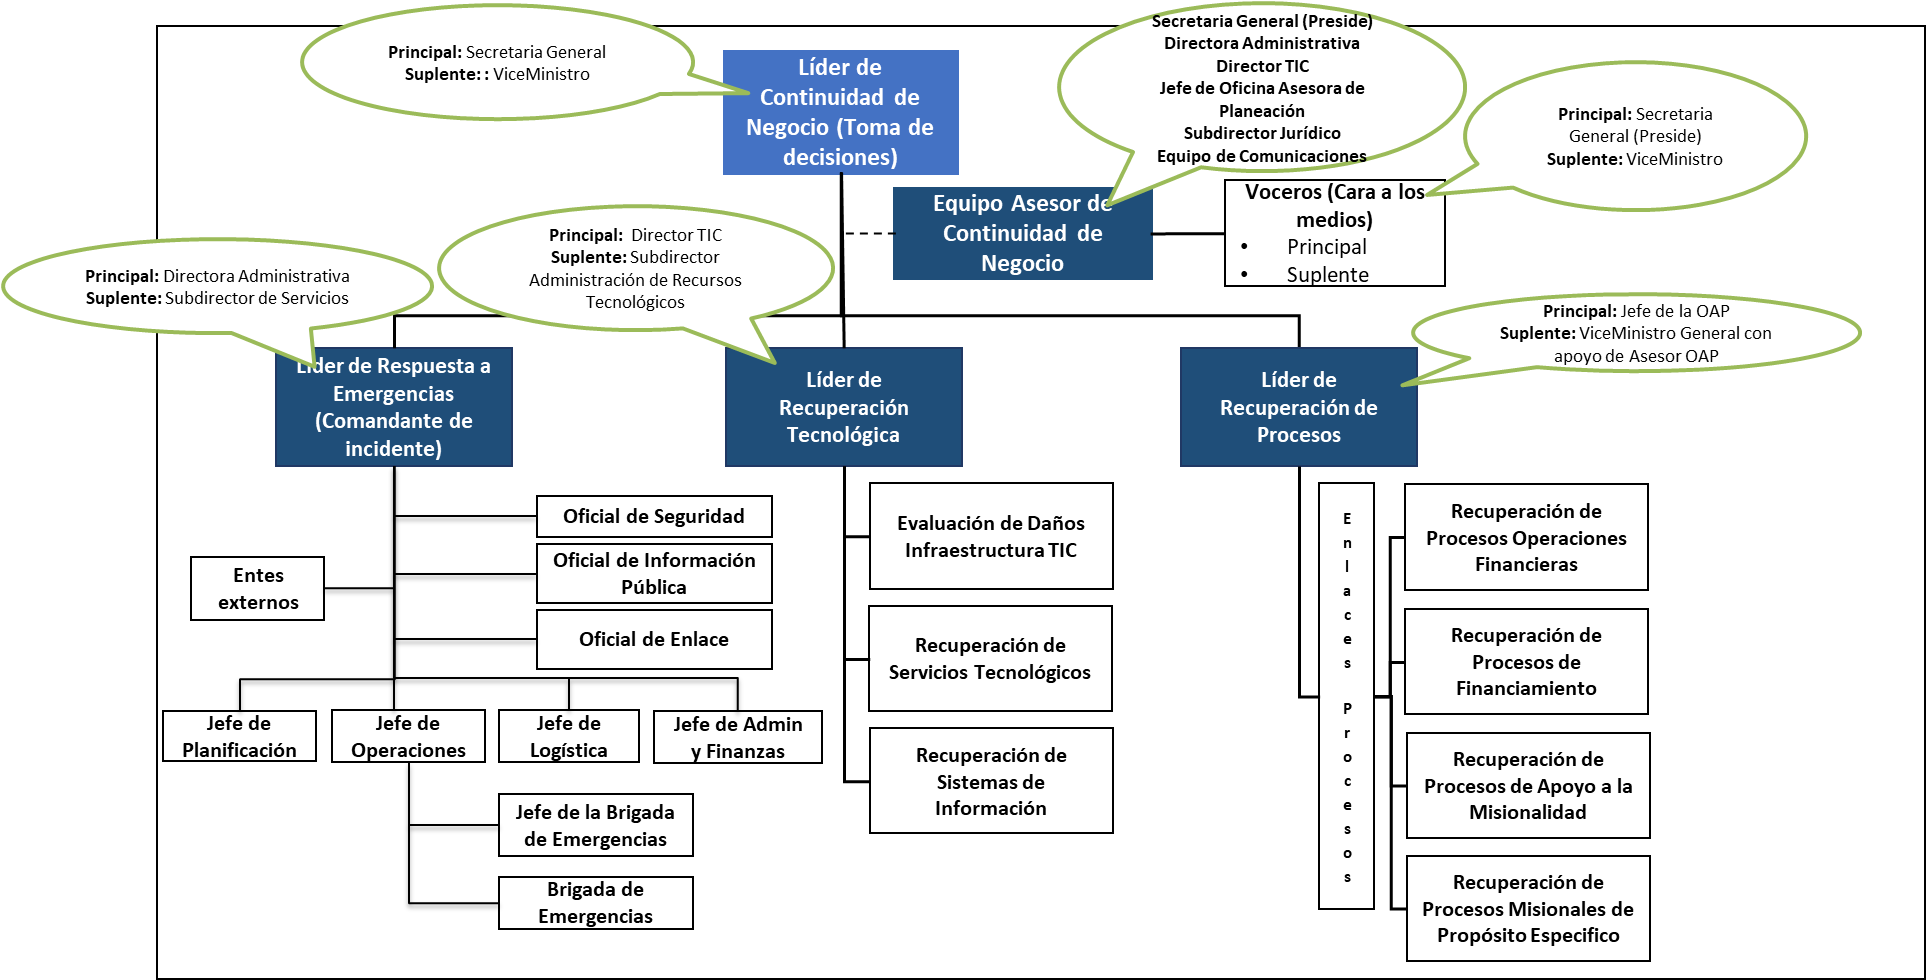 Principal: Secretaria General
Suplente: : ViceMinistro
Líder de
Continuidad de
Negocio (Toma de
decisiones)
Secretaria General (Preside)
Directora Administrativa
Director TIC
Jefe de Oficina Asesora de
Planeación
Subdirector Jurídico
Equipo de Comunicaciones
Principal: Secretaria
General (Preside)
Suplente: ViceMinistro
Equipo Asesor de
Continuidad de
Negocio
Voceros (Cara a los
medios)
• Principal
• Suplente
Principal: Directora Administrativa
Suplente: Subdirector de Servicios
Principal: Director TIC
Suplente: Subdirector
Administración de Recursos
Tecnológicos
Principal: Jefe de la OAP
Suplente: ViceMinistro General con
apoyo de Asesor OAP
Líder de Respuesta a
Emergencias
(Comandante de
incidente)
Líder de
Recuperación
Tecnológica
Líder de
Recuperación de
Procesos
Oficial de Seguridad
Oficial de Información
Pública
Oficial de Enlace
Entes
externos
Jefe de
Planificación
Jefe de
Operaciones
Jefe de
Logística
Jefe de Admin
y Finanzas
Jefe de la Brigada
de Emergencias
Brigada de
Emergencias
Evaluación de Daños
Infraestructura TIC
Recuperación de
Servicios Tecnológicos
Recuperación de
Sistemas de
Información
Enlaces Procesos
Recuperación de
Procesos Operaciones
Financieras
Recuperación de
Procesos de
Financiamiento
Recuperación de
Procesos de Apoyo a la
Misionalidad
Recuperación de
Procesos Misionales de
Propósito Especifico